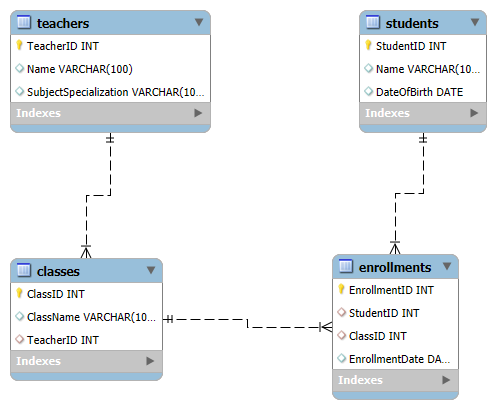 teachers
TeacherID INT
Name VARCHAR(100)
SubjectSpecialization VARCHAR(10...
Indexes
students
StudentID INT
Name VARCHAR(10...
DateOfBirth DATE
Indexes
classes
ClassID INT
ClassName VARCHAR(10...
TeacherID INT
Indexes
enrollments
EnrollmentID INT
StudentID INT
ClassID INT
EnrollmentDate DA...
Indexes